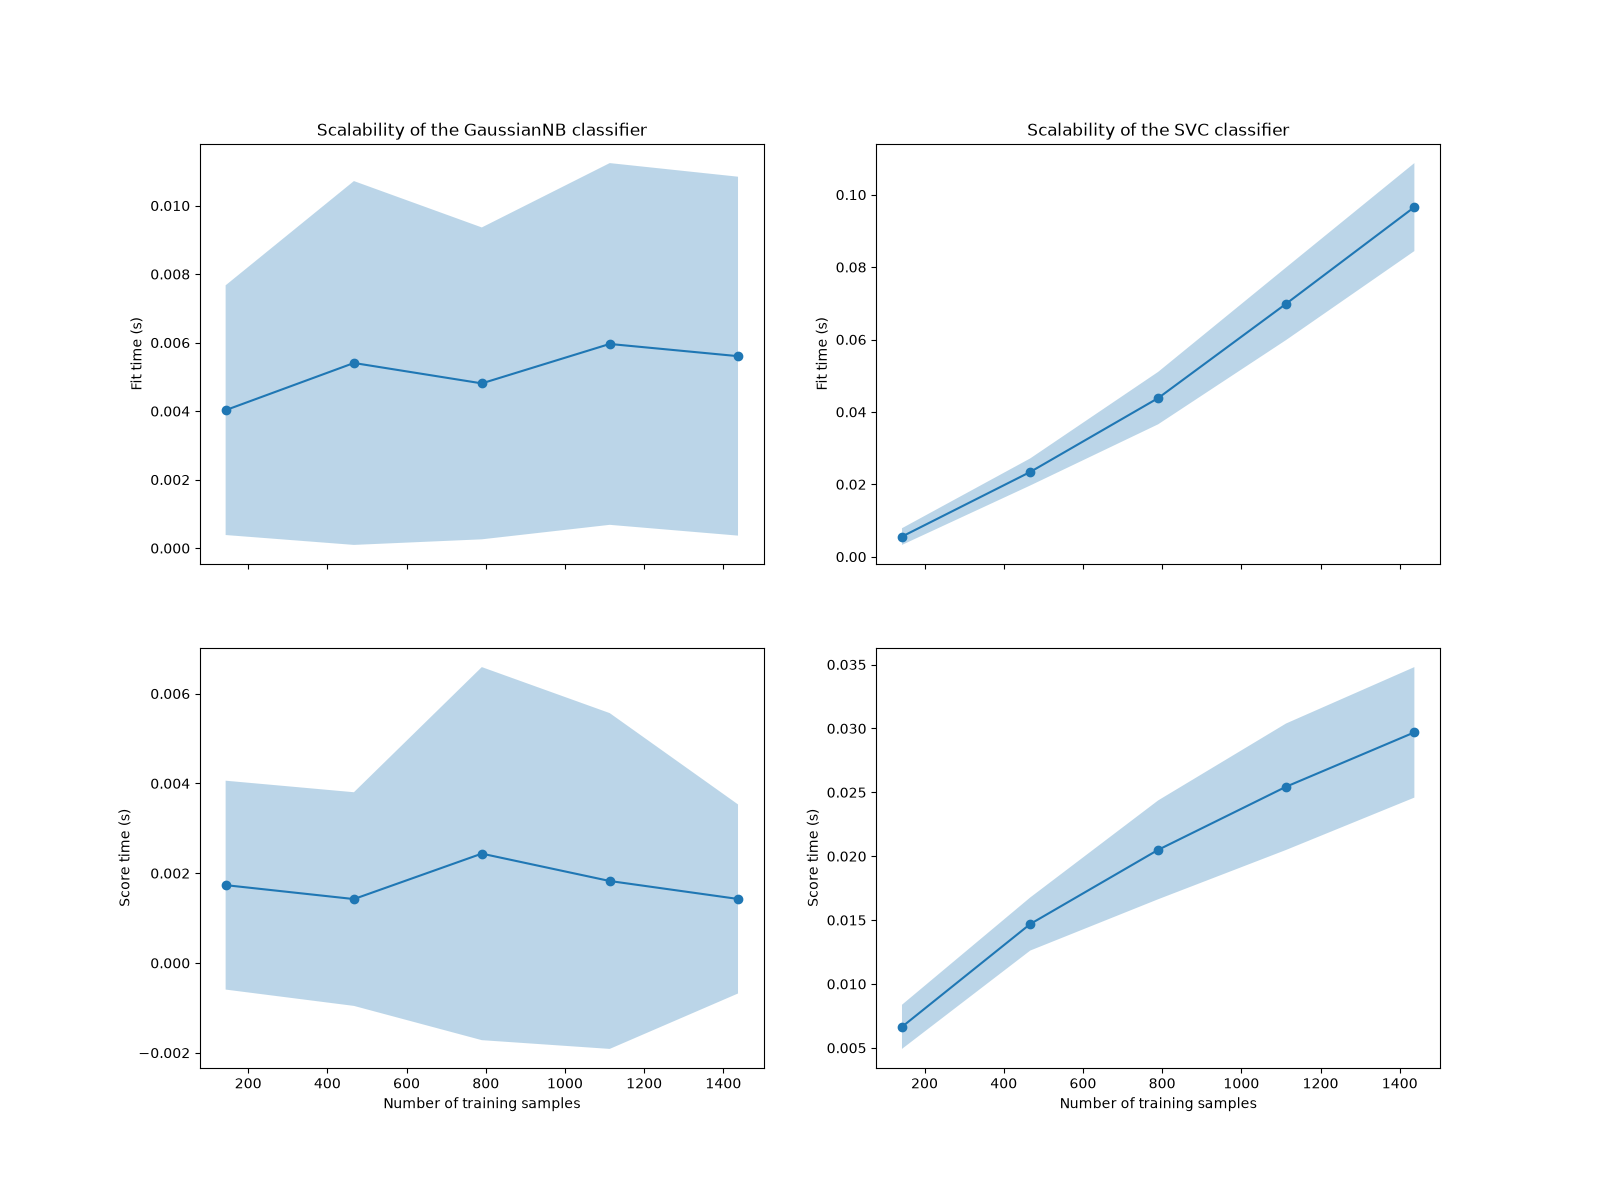 Scalability of the GaussianNB classifier
Fit time (s)
0.010
0.008
0.006
0.004
0.002
0.000
Scalability of the SVC classifier
Fit time (s)
0.10
0.08
0.06
0.04
0.02
0.00
Score time (s)
0.006
0.004
0.002
0.000
−0.002
200 400 600 800 1000 1200 1400
Number of training samples
Score time (s)
0.035
0.030
0.025
0.020
0.015
0.010
0.005
200 400 600 800 1000 1200 1400
Number of training samples